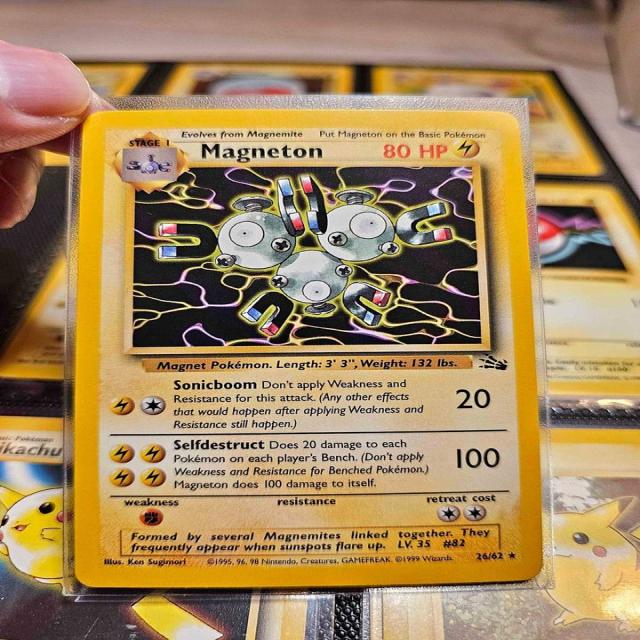 Evolves from Magnemite Put Magneton on the Basic Pokémon
STAGE 1
Magneton 80 HP
Magnet Pokémon. Length: 3' 3", Weight: 132 lbs.
Sonicboom Don't apply Weakness and
Resistance for this attack. (Any other effects
that would happen after applying Weakness and
Resistance still happen.)
20
Selfdestruct Does 20 damage to each
Pokémon on each player's Bench. (Don't apply
Weakness and Resistance for Benched Pokémon.)
Magneton does 100 damage to itself.
100
weakness resistance retreat cost
Formed by several Magnemites linked together. They
frequently appear when sunspots flare up. LV. 35 #82
Illus. Ken Sugimori ©1995, 96, 98 Nintendo, Creatures, GAMEFREAK. ©1999 Wizards. 26/62